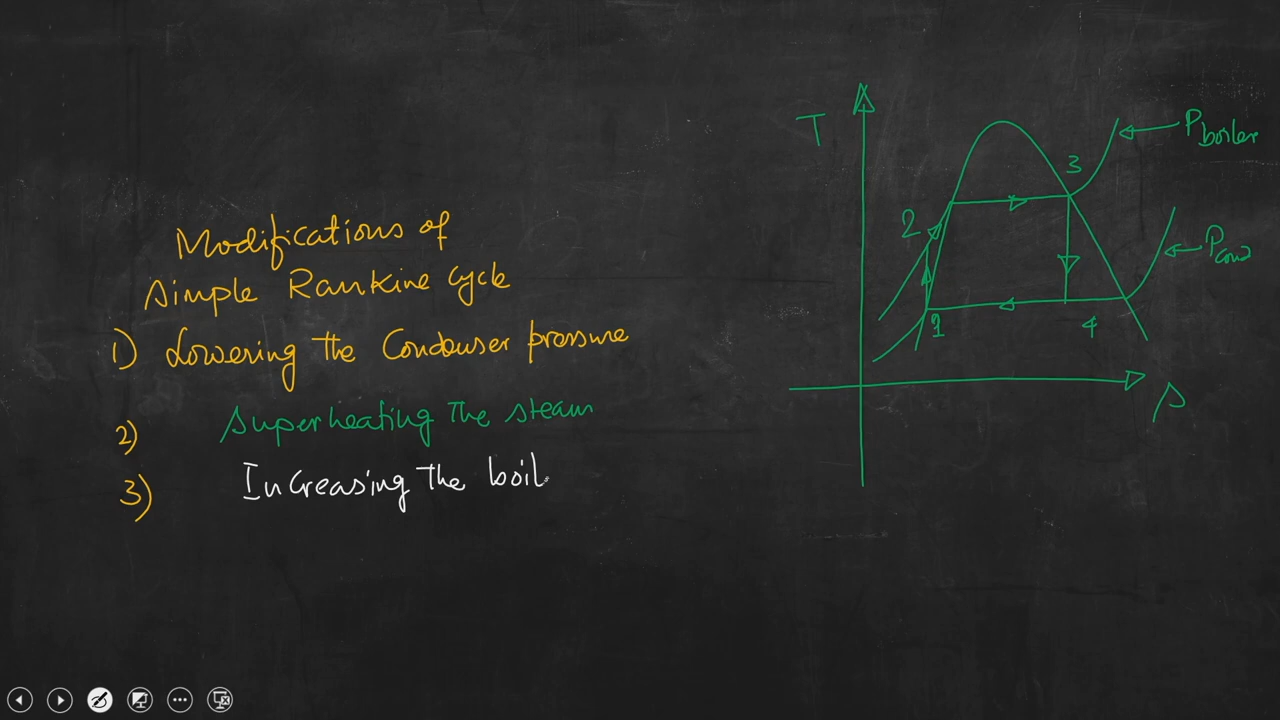 Modifications of
simple Rankine cycle
1) Lowering the Condenser pressure
2) Superheating the steam
3) Increasing the boil
T
P boiler
3
2
P cond
1
4
s